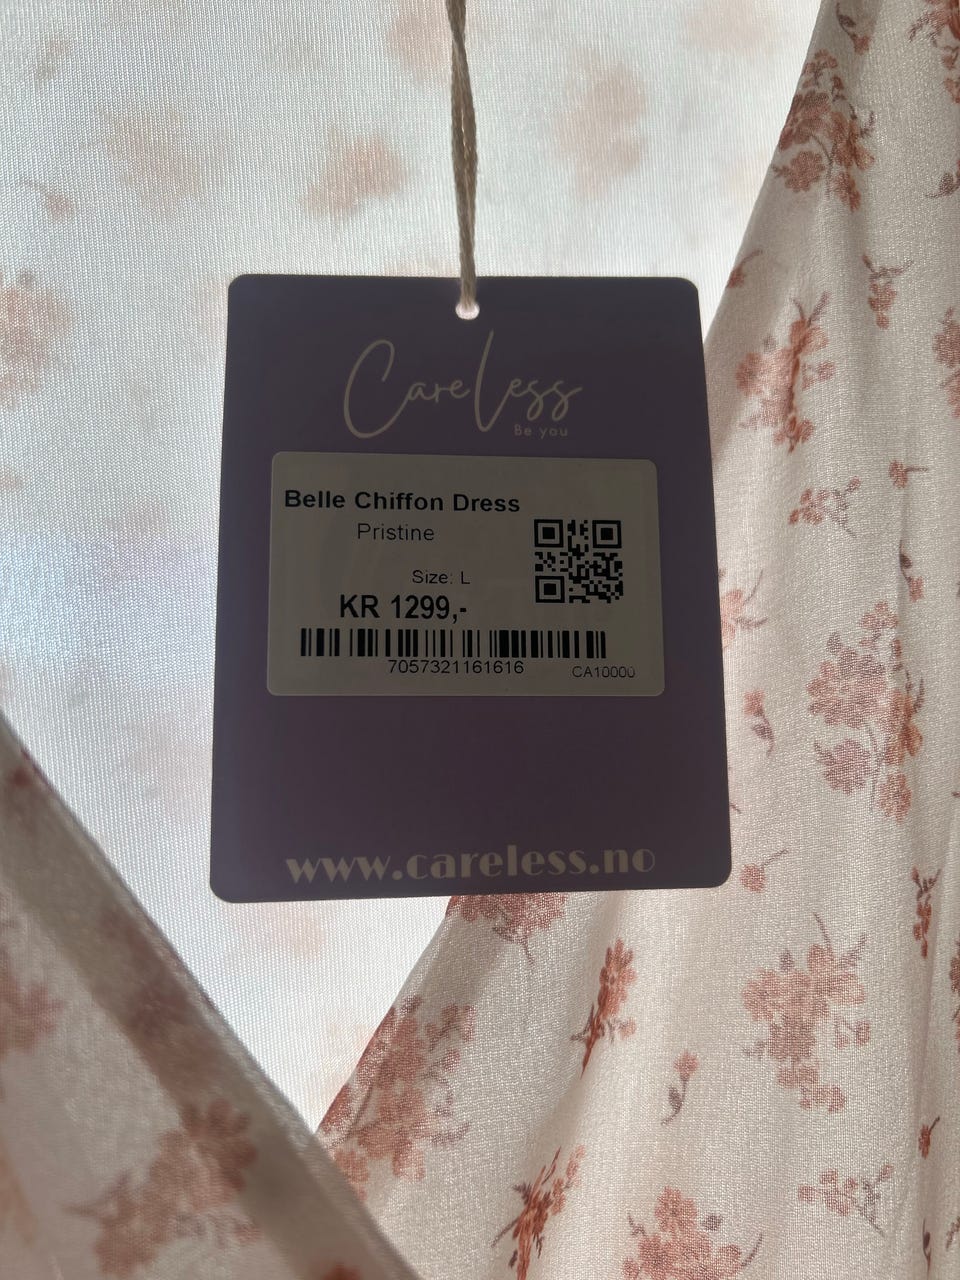 CareLess
Be you
Belle Chiffon Dress
Pristine
Size: L
KR 1299,-
7057321161616
CA10000
www.careless.no